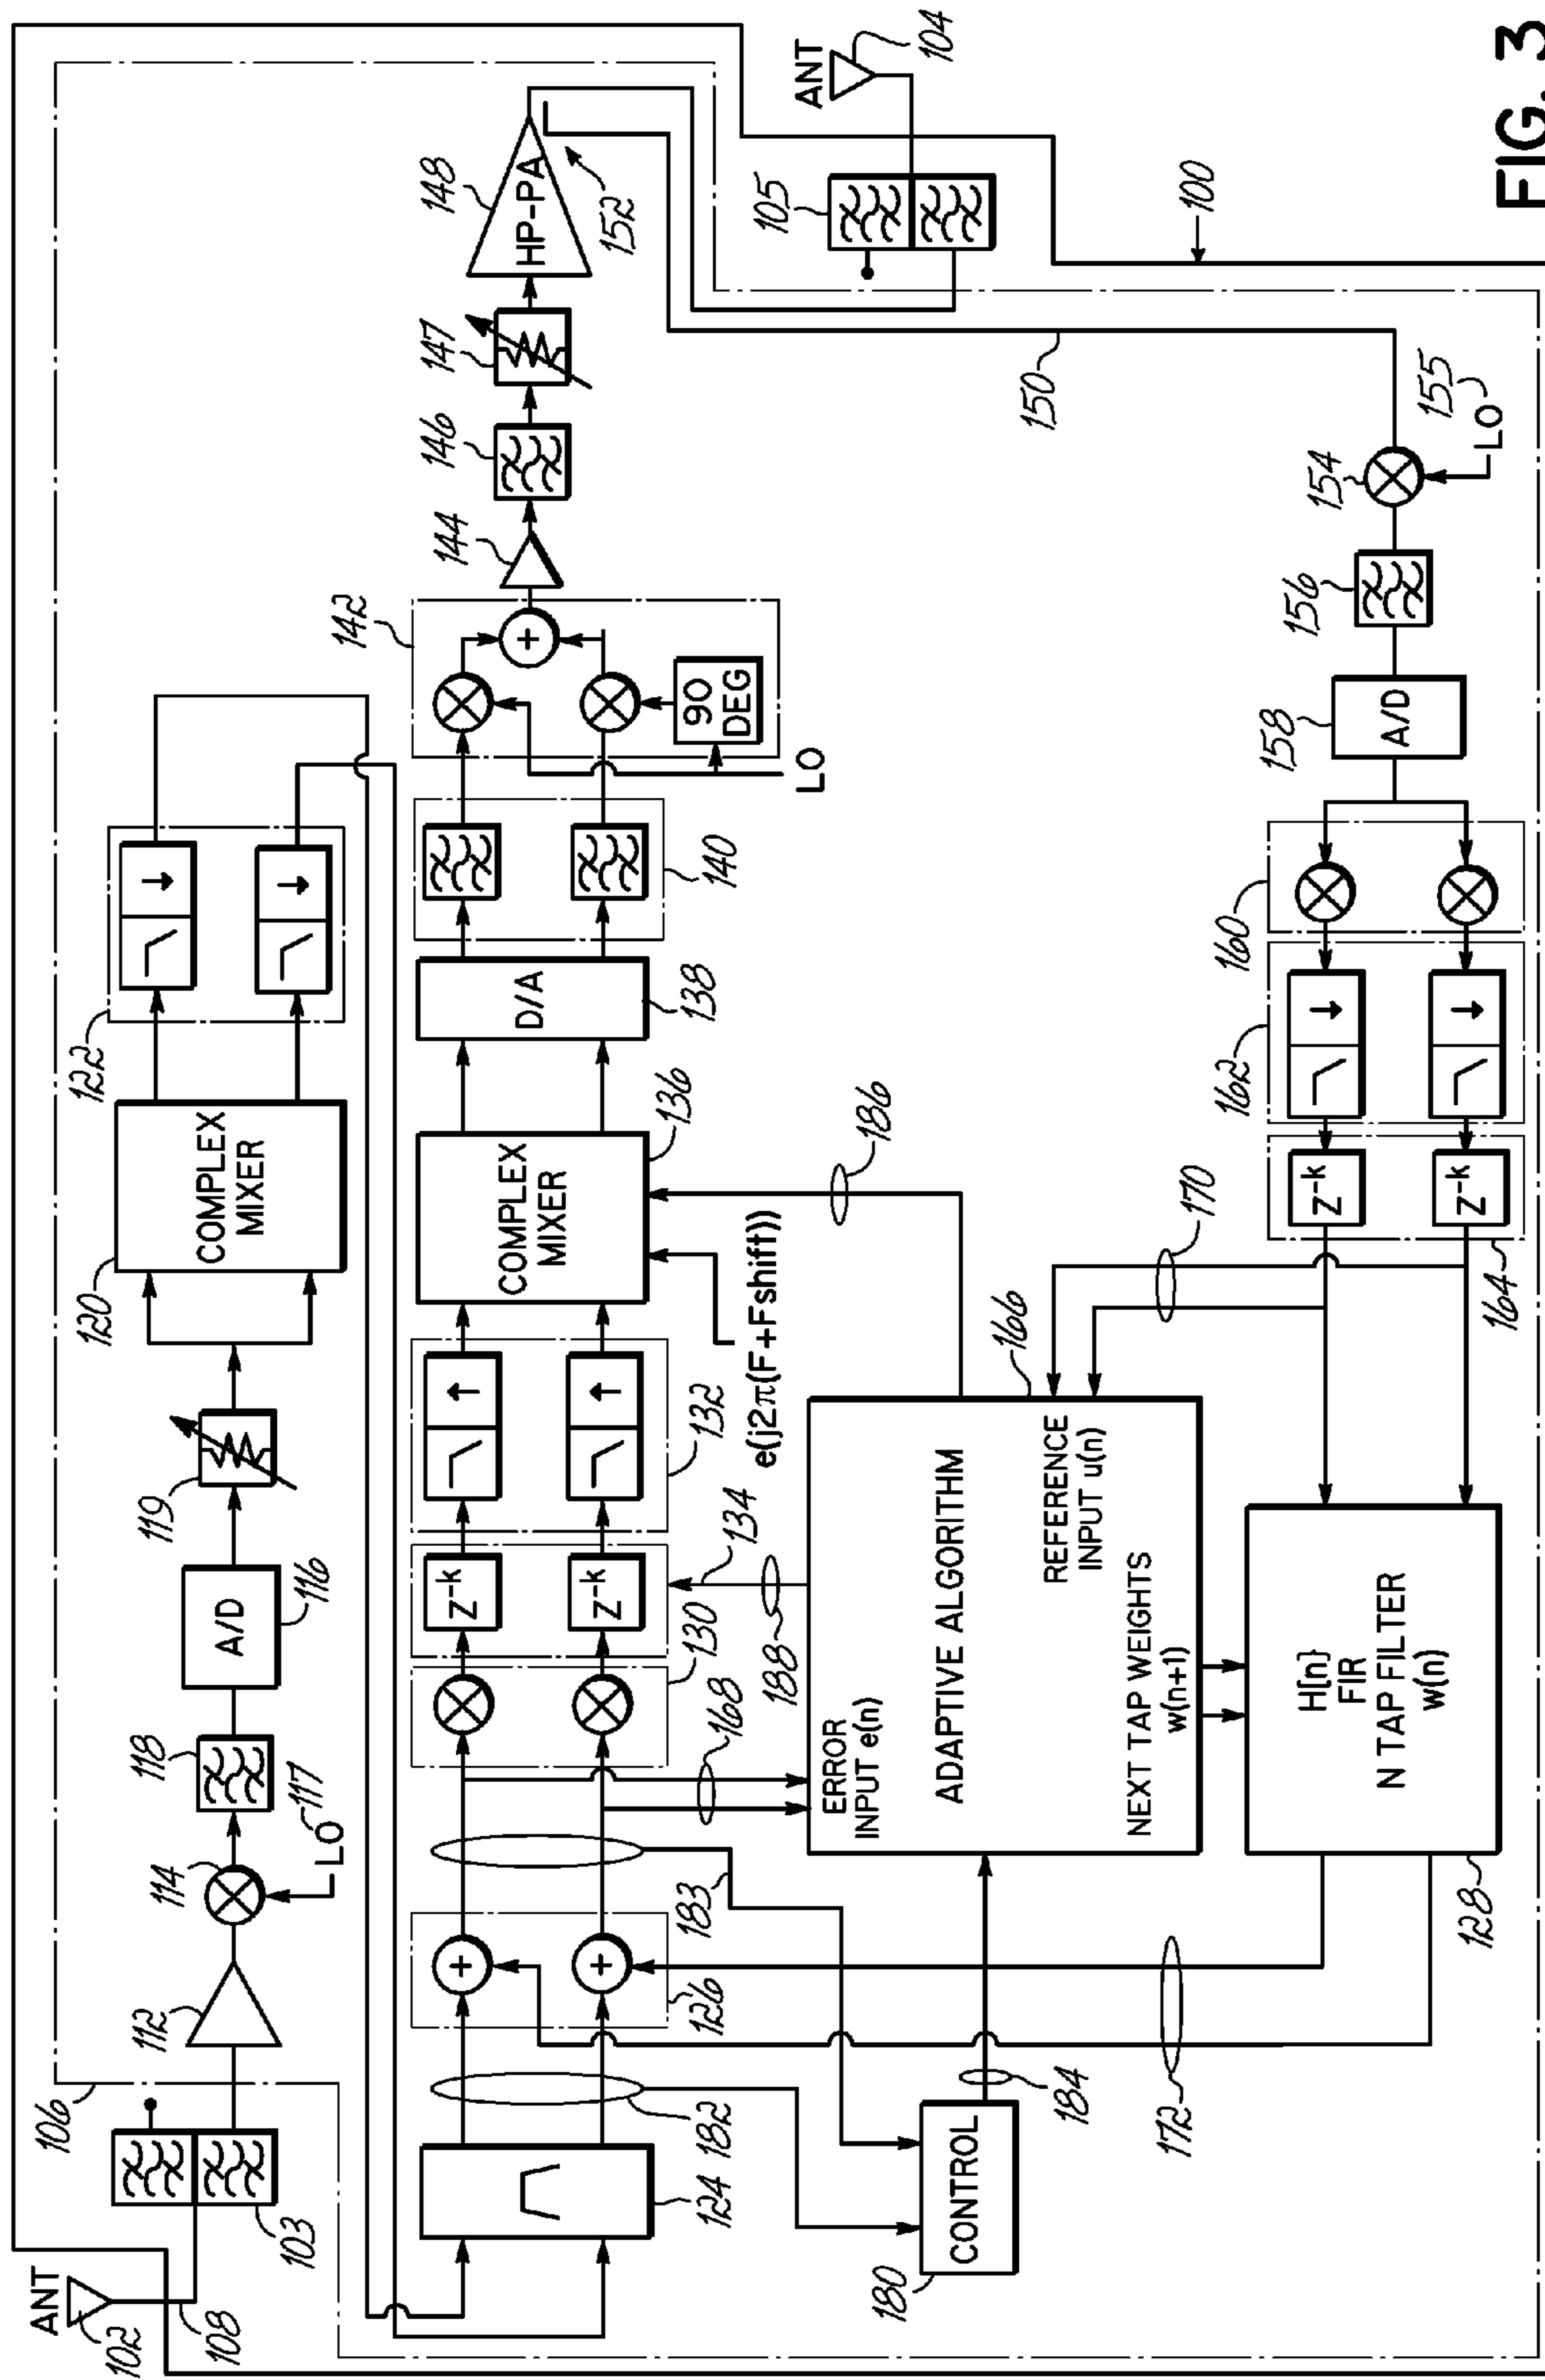 ANT
102
108
103
106
112
114
LO
117
118
A/D
116
119
120
COMPLEX
MIXER
122
124
182
126
183
168
130
Z-k
Z-k
188
134
132
e(j2π(F+Fshift))
COMPLEX
MIXER
136
186
D/A
138
140
LO
142
90
DEG
144
146
147
148
HP-PA
152
ANT
104
105
100
150
154
LO
155
156
158
A/D
160
162
Z-k
Z-k
164
170
166
ERROR
INPUT e(n)
ADAPTIVE ALGORITHM
REFERENCE
INPUT u(n)
NEXT TAP WEIGHTS
w(n+1)
H[n}
FIR
N TAP FILTER
w(n)
128
172
184
CONTROL
180
FIG. 3